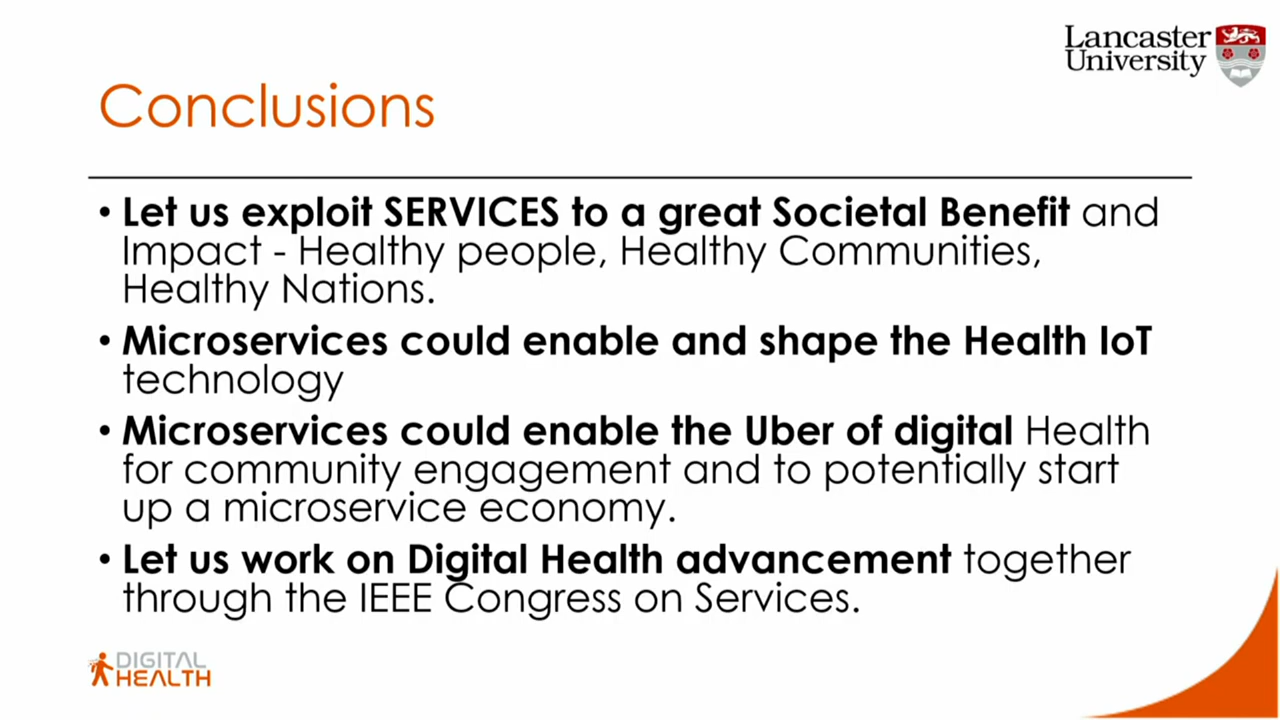 Lancaster
University
Conclusions
• Let us exploit SERVICES to a great Societal Benefit and
Impact - Healthy people, Healthy Communities,
Healthy Nations.
• Microservices could enable and shape the Health IoT
technology
• Microservices could enable the Uber of digital Health
for community engagement and to potentially start
up a microservice economy.
• Let us work on Digital Health advancement together
through the IEEE Congress on Services.
DIGITAL
HEALTH